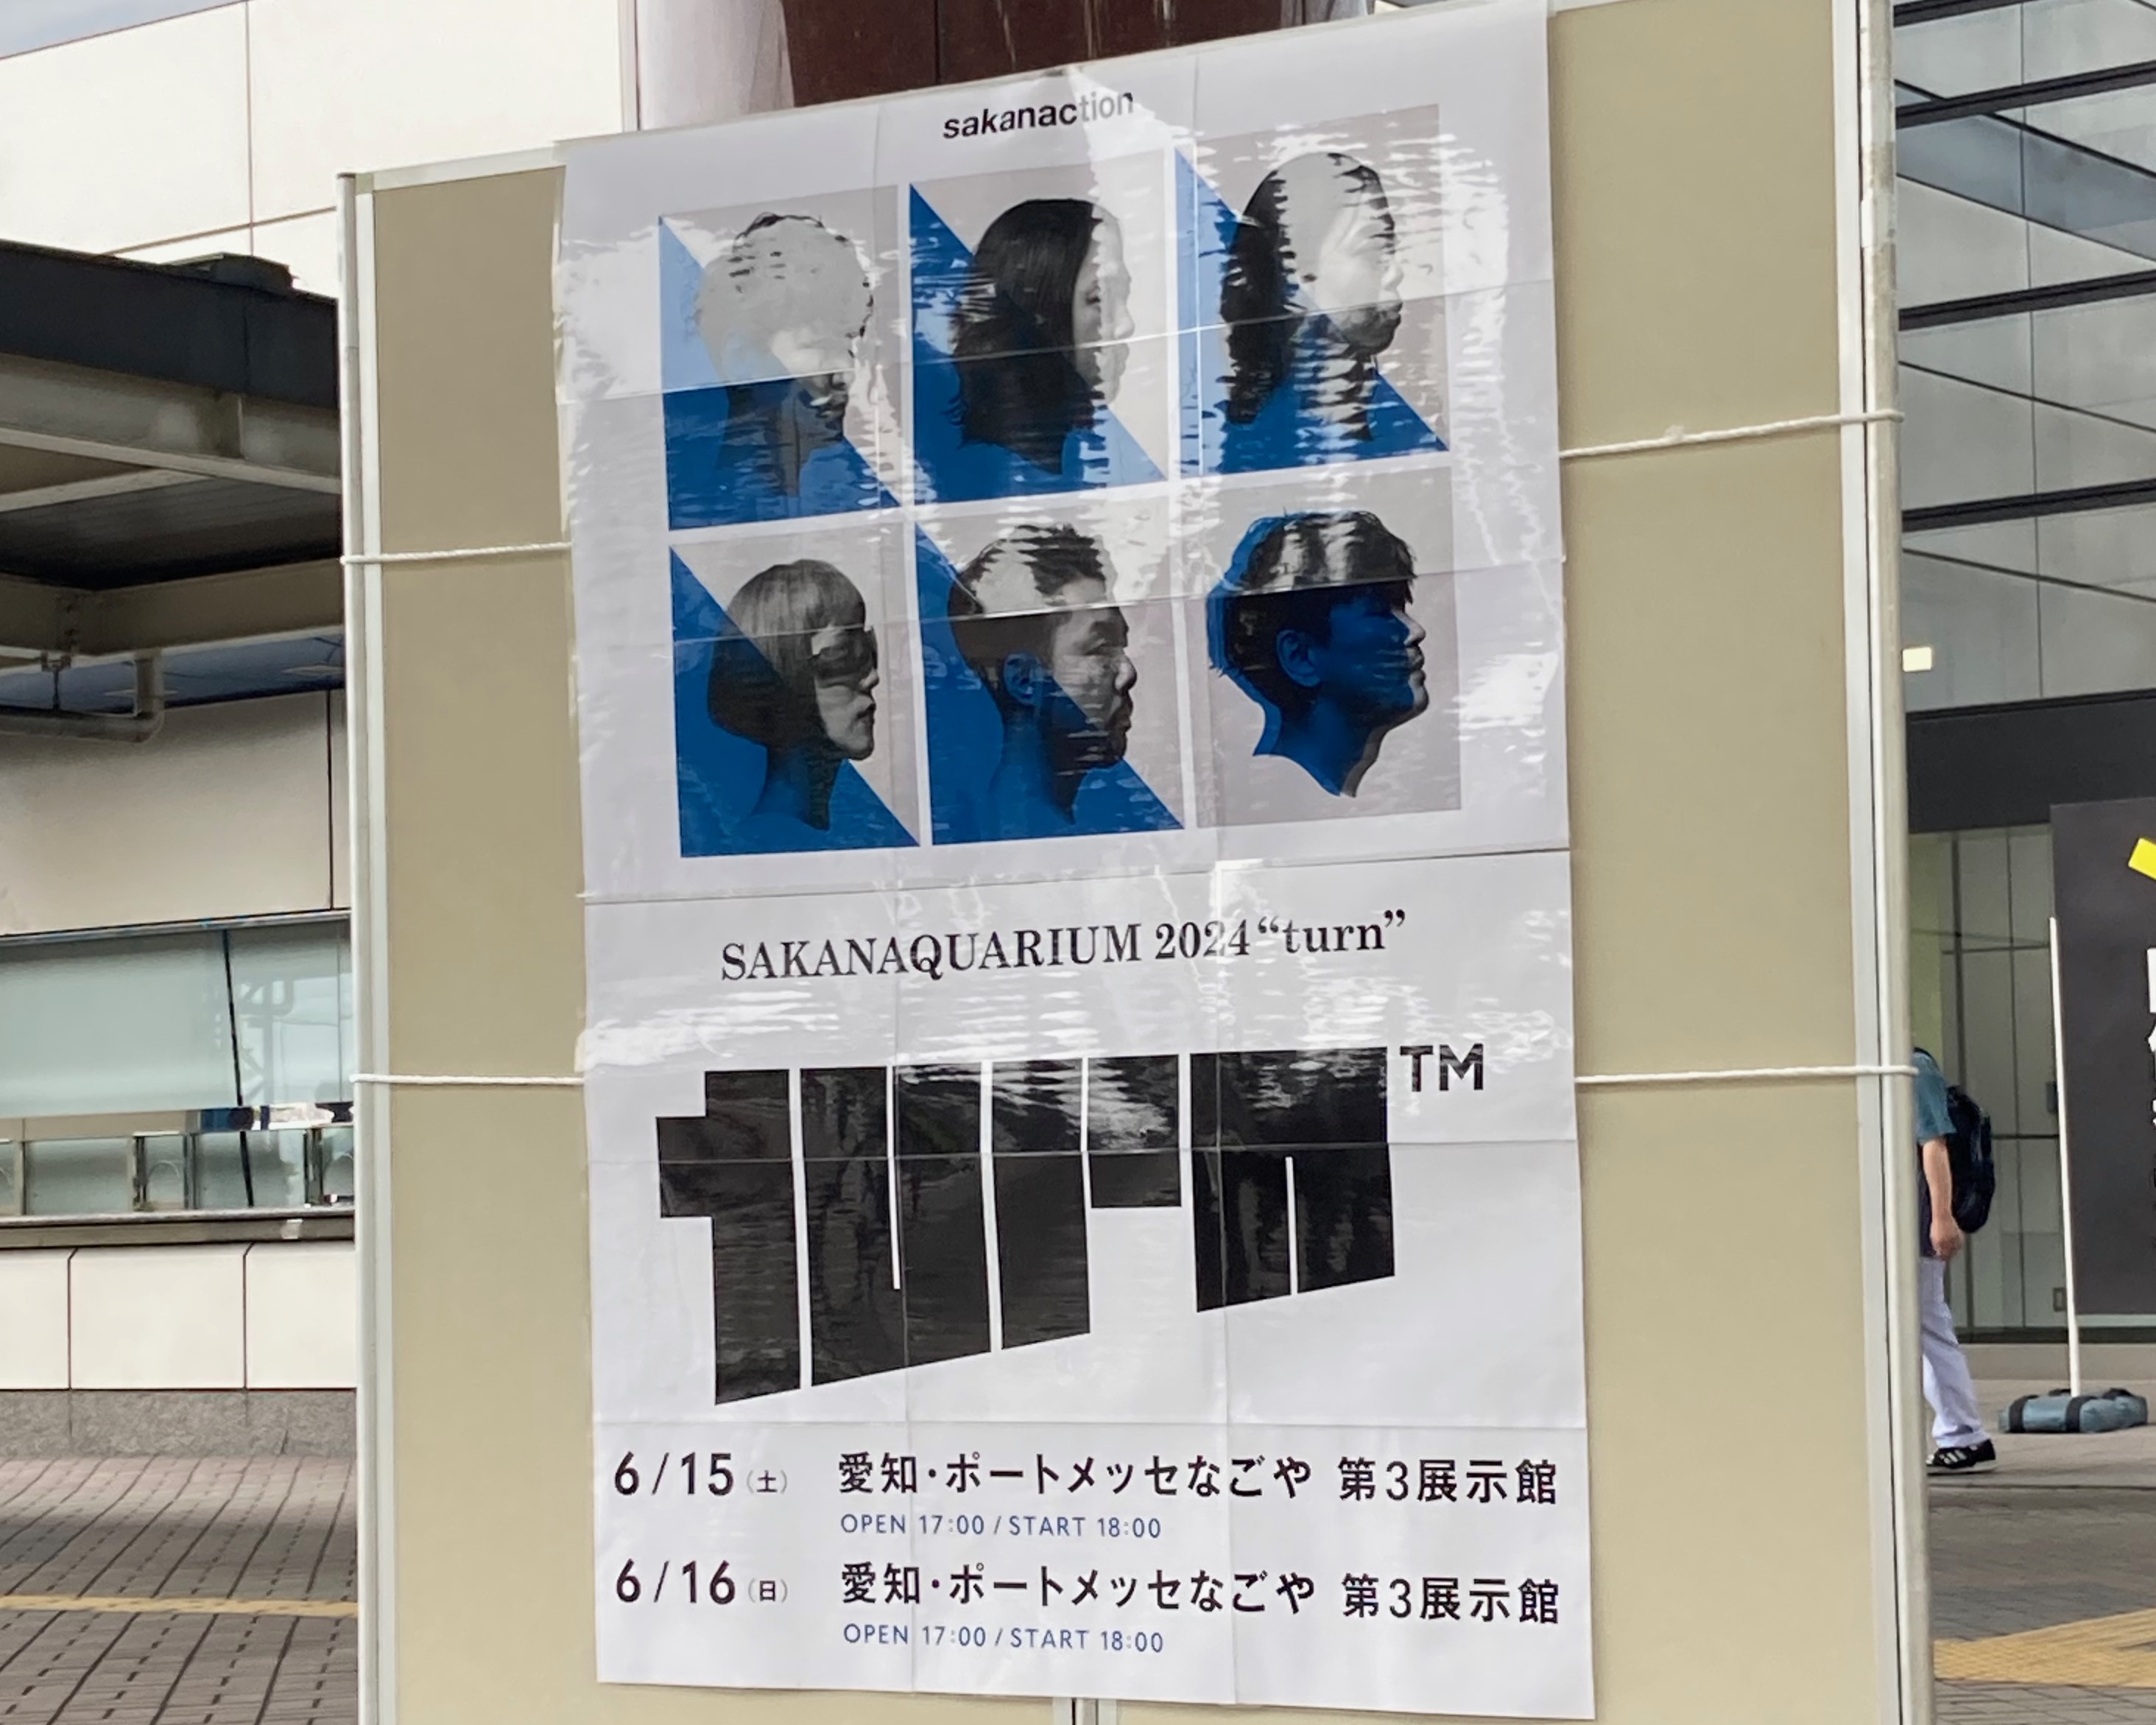 sakanaction
SAKANAQUARIUM 2024 “turn”
turn™
6/15（土） 愛知・ポートメッセなごや 第3展示館
OPEN 17:00 / START 18:00
6/16（日） 愛知・ポートメッセなごや 第3展示館
OPEN 17:00 / START 18:00